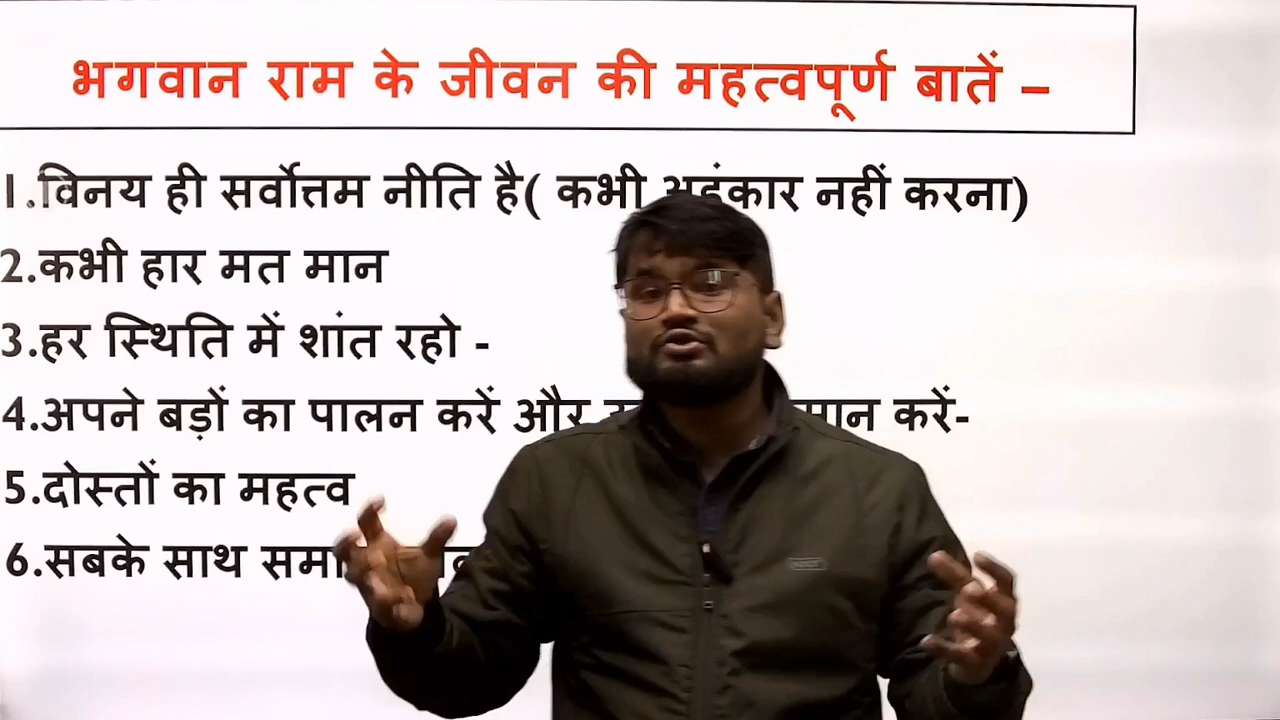 भगवान राम के जीवन की महत्वपूर्ण बातें –
1.विनय ही सर्वोत्तम नीति है( कभी अहंकार नहीं करना)
2.कभी हार मत मान
3.हर स्थिति में शांत रहो -
4.अपने बड़ों का पालन करें और करें-
5.दोस्तों का महत्व
6.सबके साथ